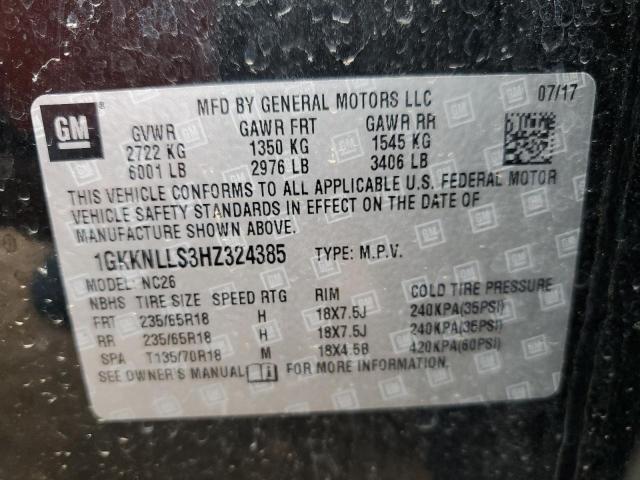 GM ®
MFD BY GENERAL MOTORS LLC 07/17
GVWR GAWR FRT GAWR RR
2722 KG 1350 KG 1545 KG
6001 LB 2976 LB 3406 LB
THIS VEHICLE CONFORMS TO ALL APPLICABLE U.S. FEDERAL MOTOR
VEHICLE SAFETY STANDARDS IN EFFECT ON THE DATE OF
MANUFACTURE SHOWN ABOVE.
1GKKNLLS3HZ324385 TYPE: M.P.V.
MODEL: NC26
NBHS TIRE SIZE SPEED RTG RIM COLD TIRE PRESSURE
FRT 235/65R18 H 18X7.5J 240KPA(35PSI)
RR 235/65R18 H 18X7.5J 240KPA(35PSI)
SPA T135/70R18 M 18X4.5B 420KPA(60PSI)
SEE OWNER'S MANUAL FOR MORE INFORMATION.